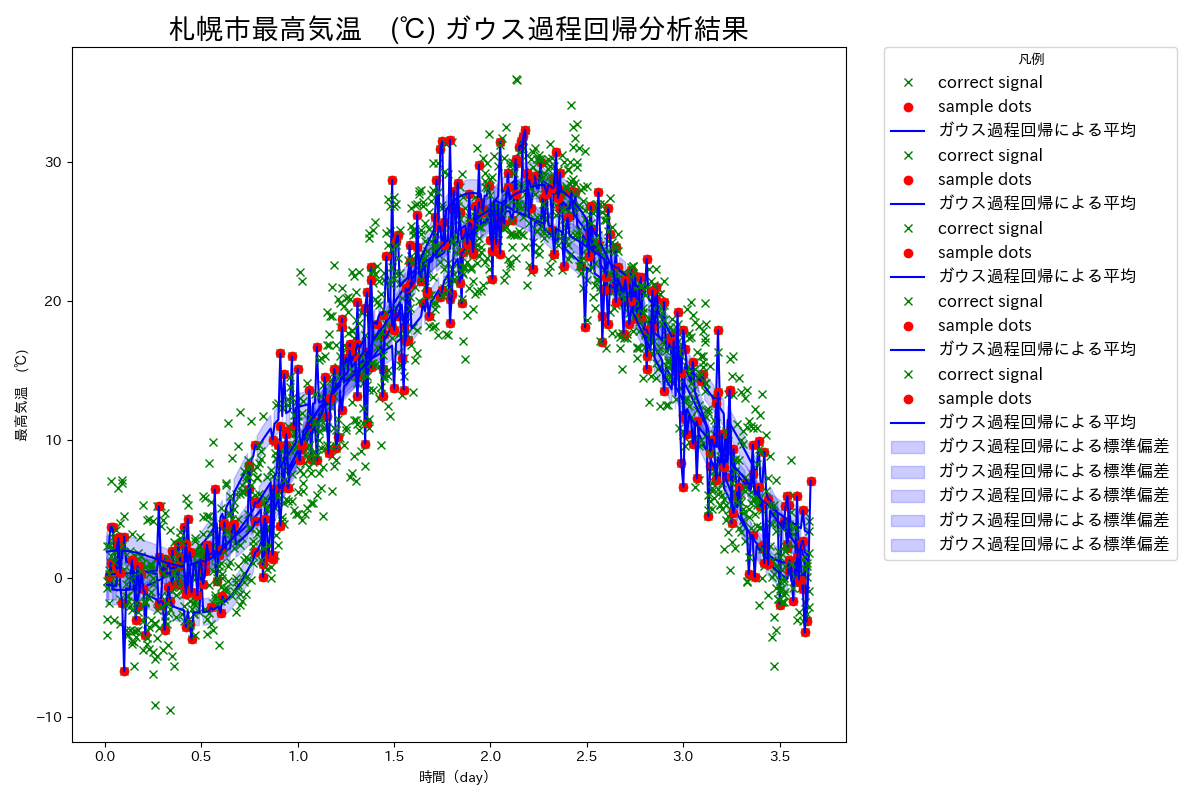 札幌市最高気温　(℃) ガウス過程回帰分析結果
最高気温　(℃)
30
20
10
0
−10
0.0
0.5
1.0
1.5
2.0
2.5
3.0
3.5
時間（day）
凡例
correct signal
sample dots
ガウス過程回帰による平均
correct signal
sample dots
ガウス過程回帰による平均
correct signal
sample dots
ガウス過程回帰による平均
correct signal
sample dots
ガウス過程回帰による平均
correct signal
sample dots
ガウス過程回帰による平均
ガウス過程回帰による標準偏差
ガウス過程回帰による標準偏差
ガウス過程回帰による標準偏差
ガウス過程回帰による標準偏差
ガウス過程回帰による標準偏差